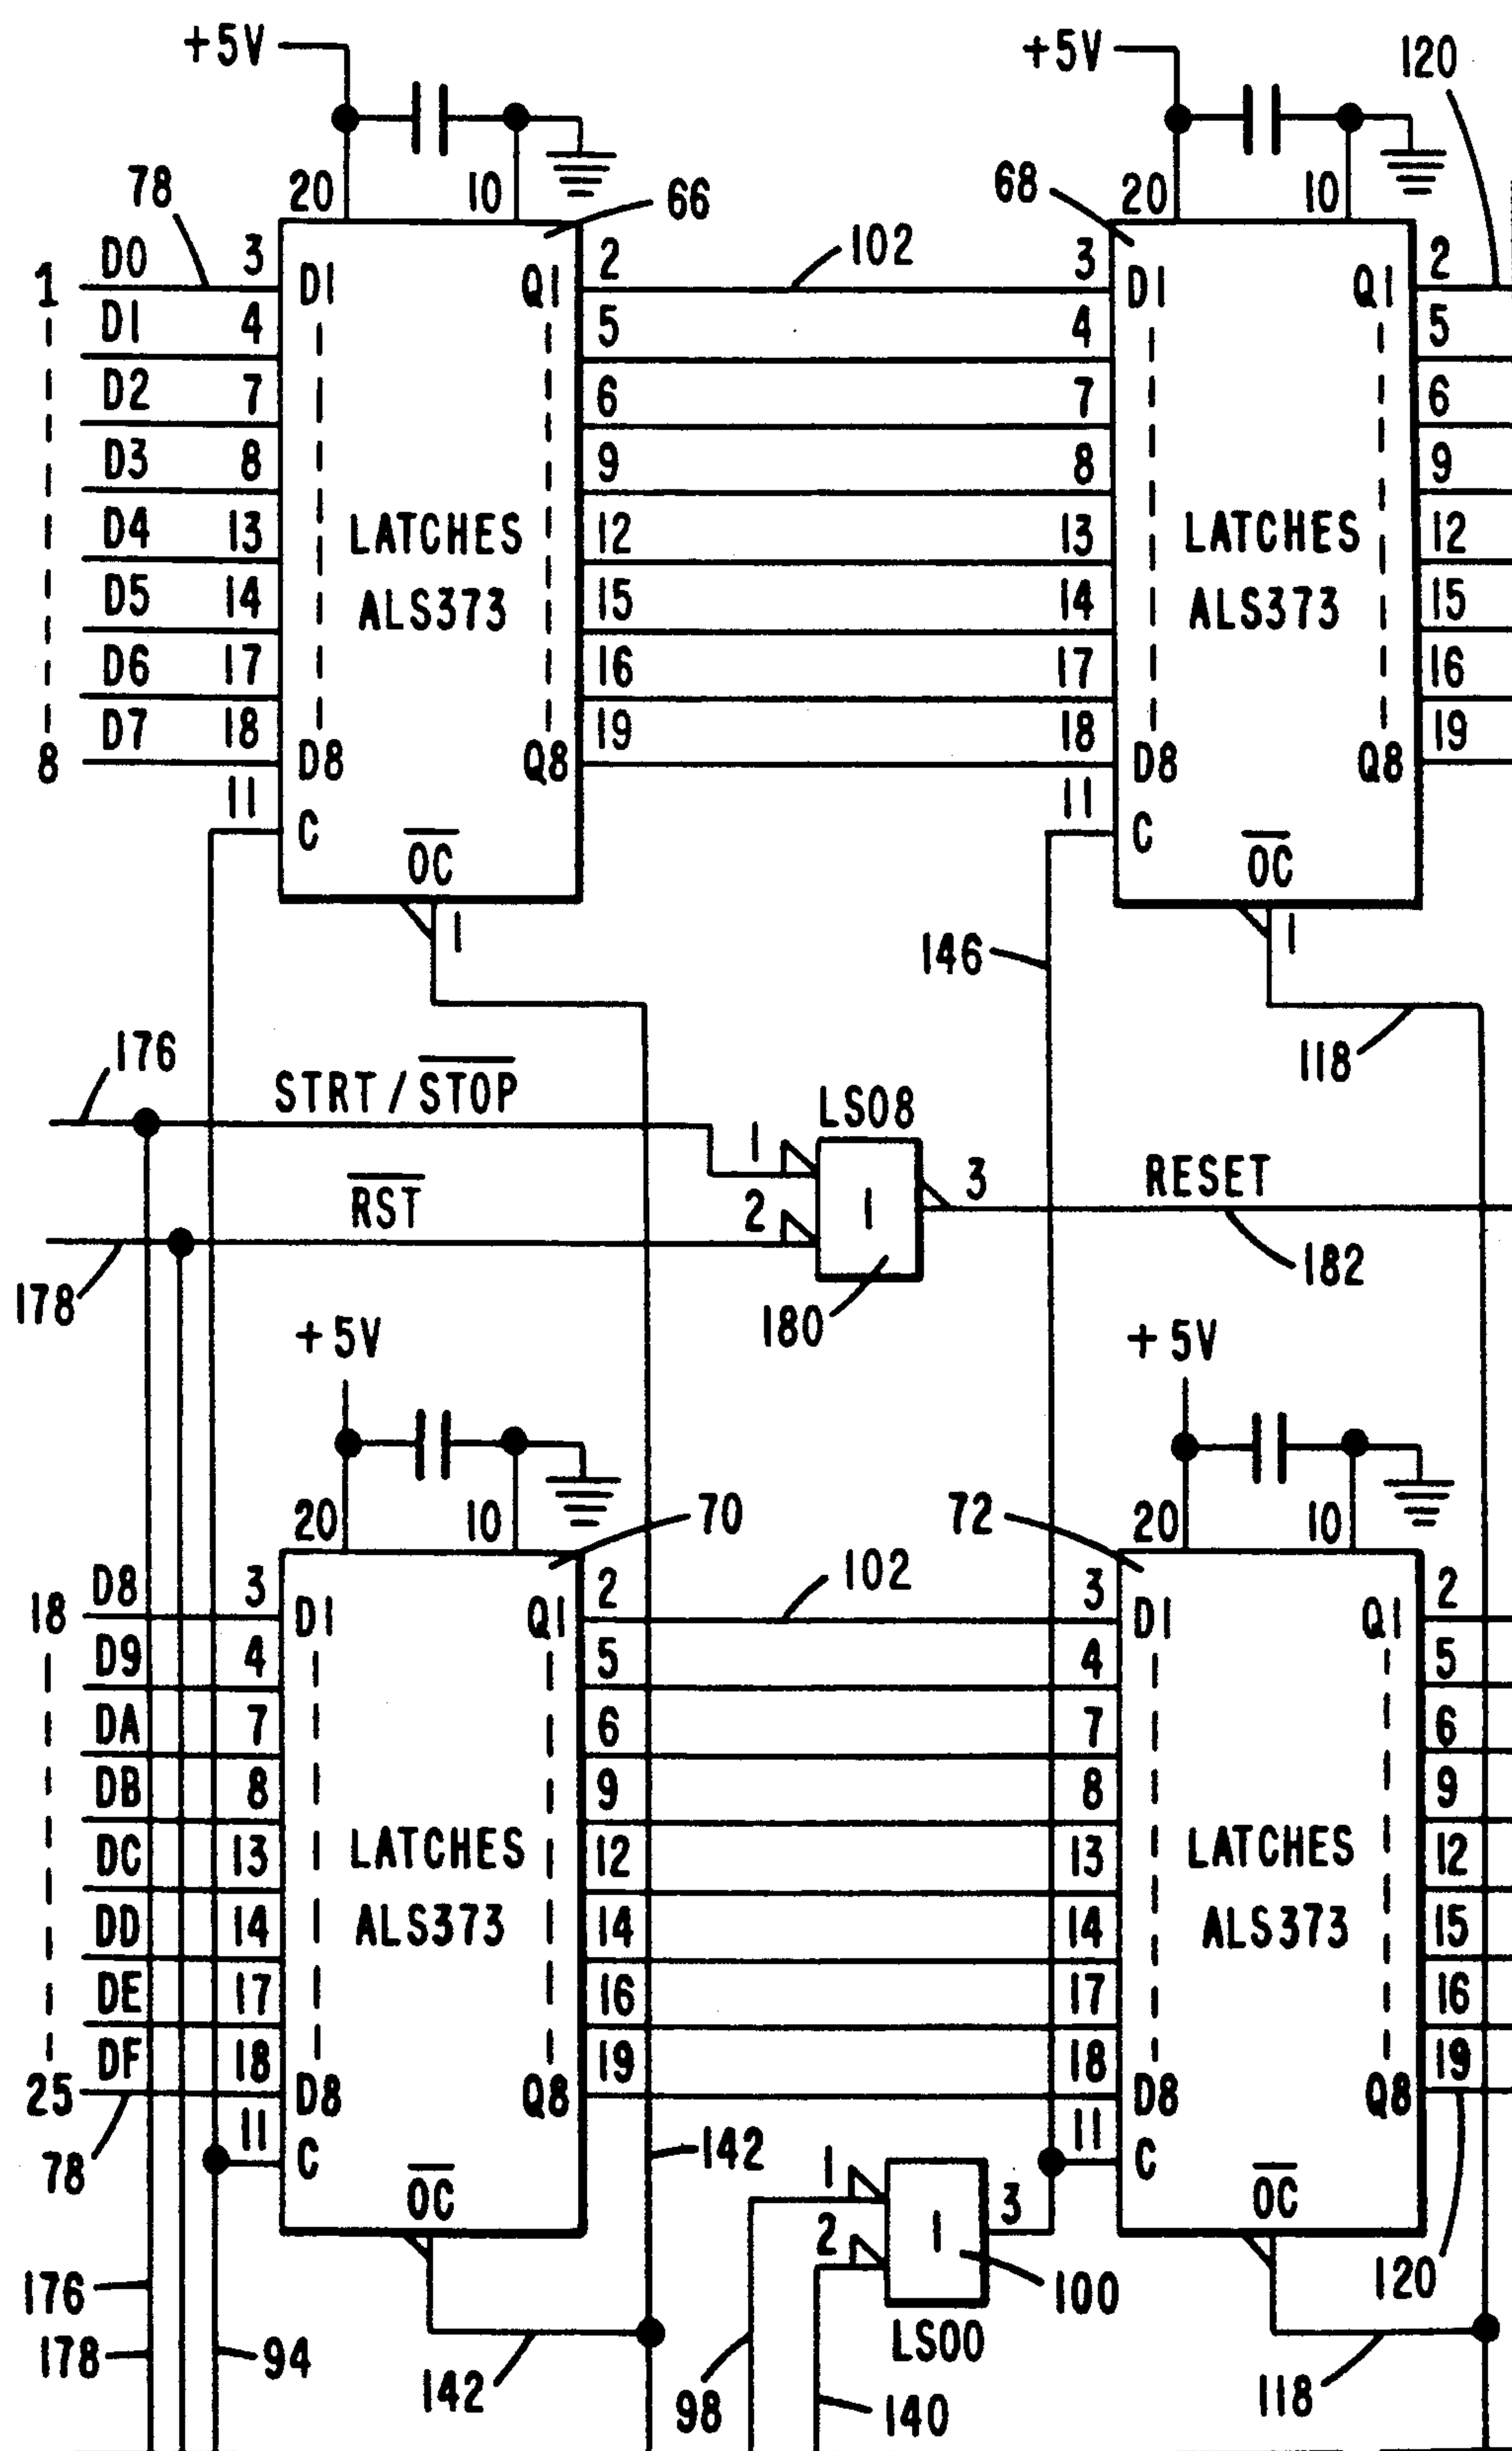 +5V +5V 120
20 10 66 68 20 10
78
1 D0 3 D1 Q1 2 102 3 D1 Q1 2
D1 4 5 4 5
D2 7 6 7 6
D3 8 9 8 9
D4 13 LATCHES 12 13 LATCHES 12
D5 14 ALS373 15 14 ALS373 15
D6 17 16 17 16
8 D7 18 D8 Q8 19 18 D8 Q8 19
11 C 11 C
OC OC
1 1
146
176 118
STRT / STOP LS08
1 3 RESET
RST 2 1
178 180 182
+5V +5V
20 10 70 72 20 10
18 D8 3 D1 Q1 2 102 3 D1 Q1 2
D9 4 5 4 5
DA 7 6 7 6
DB 8 9 8 9
DC 13 LATCHES 12 13 LATCHES 12
DD 14 ALS373 14 14 ALS373 15
DE 17 16 17 16
25 DF 18 D8 Q8 19 18 D8 Q8 19
78 11 C 142 11 C
OC 1 3 OC
2 1
176 100 120
178 94 LS00
142 98 140 118